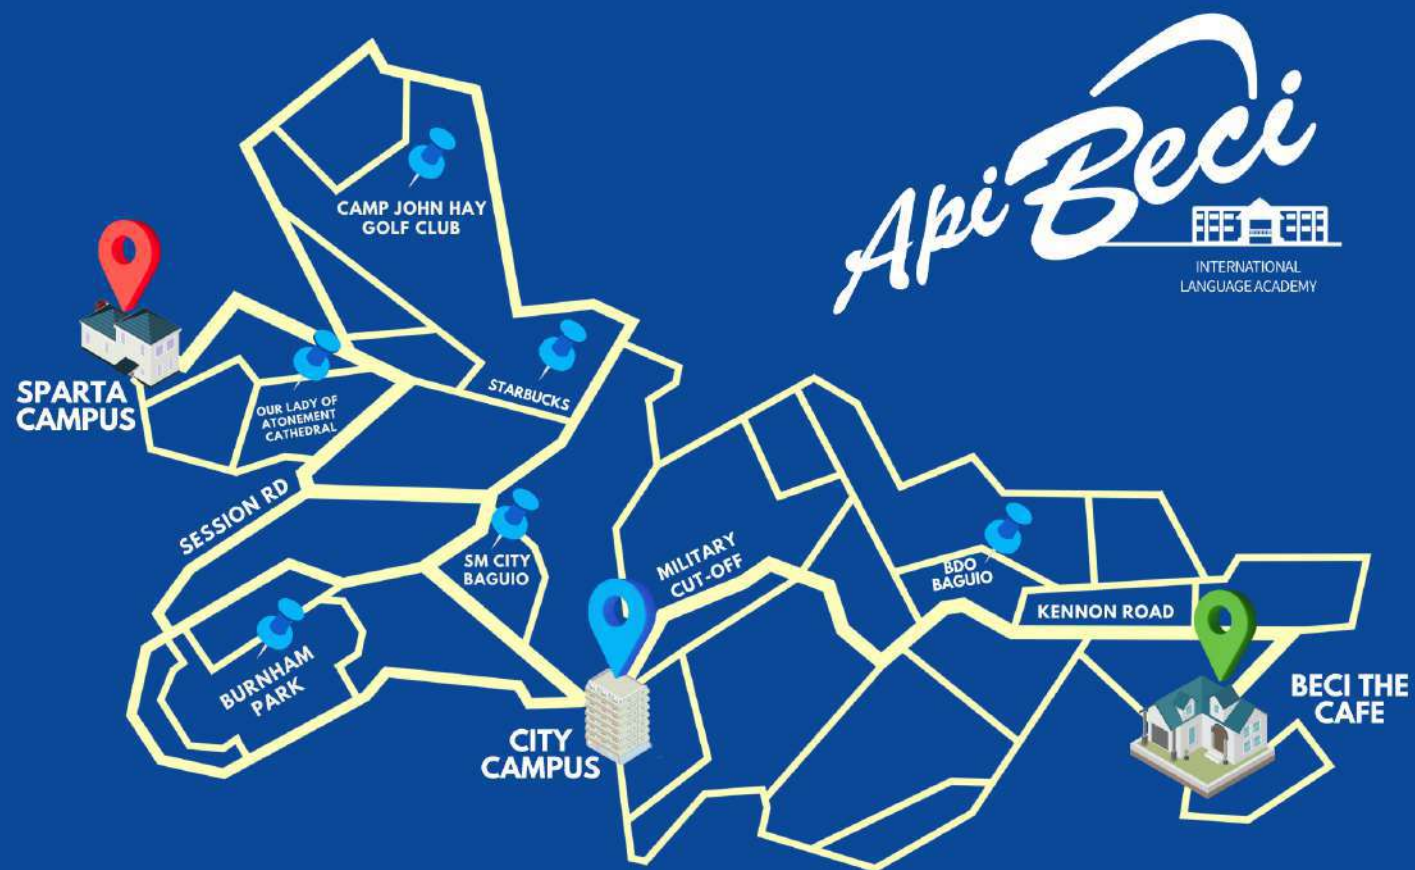 Api Beci
INTERNATIONAL
LANGUAGE ACADEMY
CAMP JOHN HAY
GOLF CLUB
SPARTA
CAMPUS
OUR LADY OF
ATONEMENT
CATHEDRAL
STARBUCKS
SESSION RD
SM CITY
BAGUIO
MILITARY
CUT-OFF
BDO
BAGUIO
KENNON ROAD
BURNHAM
PARK
CITY
CAMPUS
BECI THE
CAFE